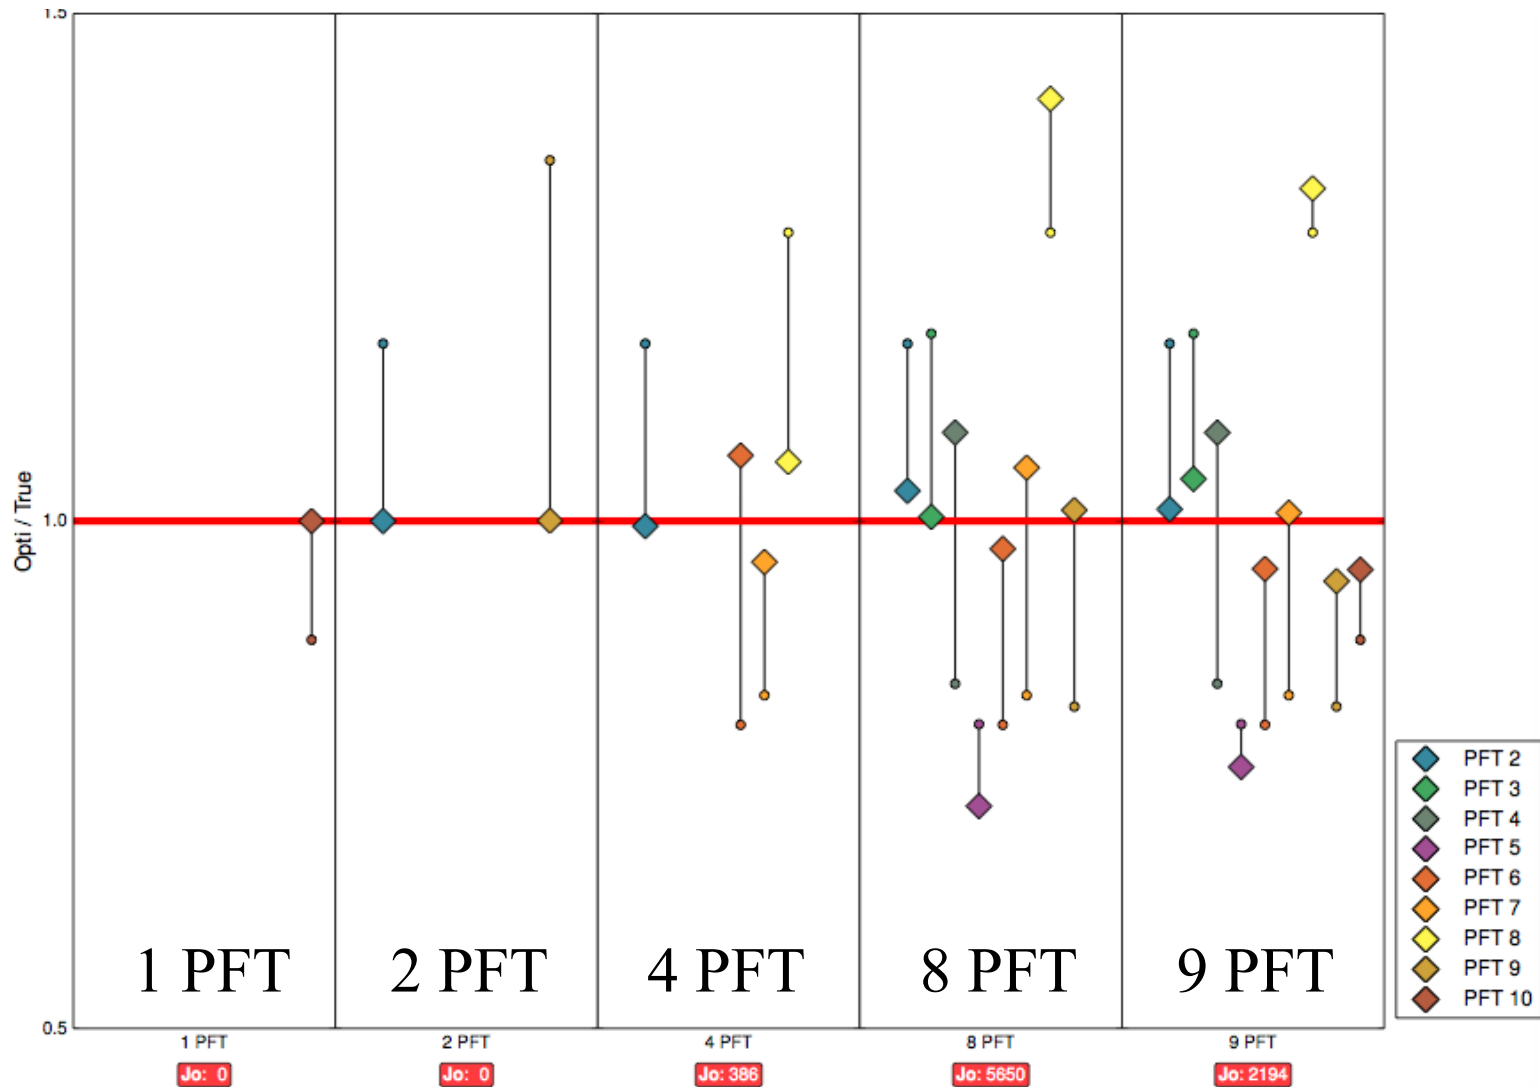 1.5
Opti / True
1.0
0.5
1 PFT
2 PFT
4 PFT
8 PFT
9 PFT
1 PFT
2 PFT
4 PFT
8 PFT
9 PFT
Jo: 0
Jo: 0
Jo: 386
Jo: 5650
Jo: 2194
PFT 2
PFT 3
PFT 4
PFT 5
PFT 6
PFT 7
PFT 8
PFT 9
PFT 10